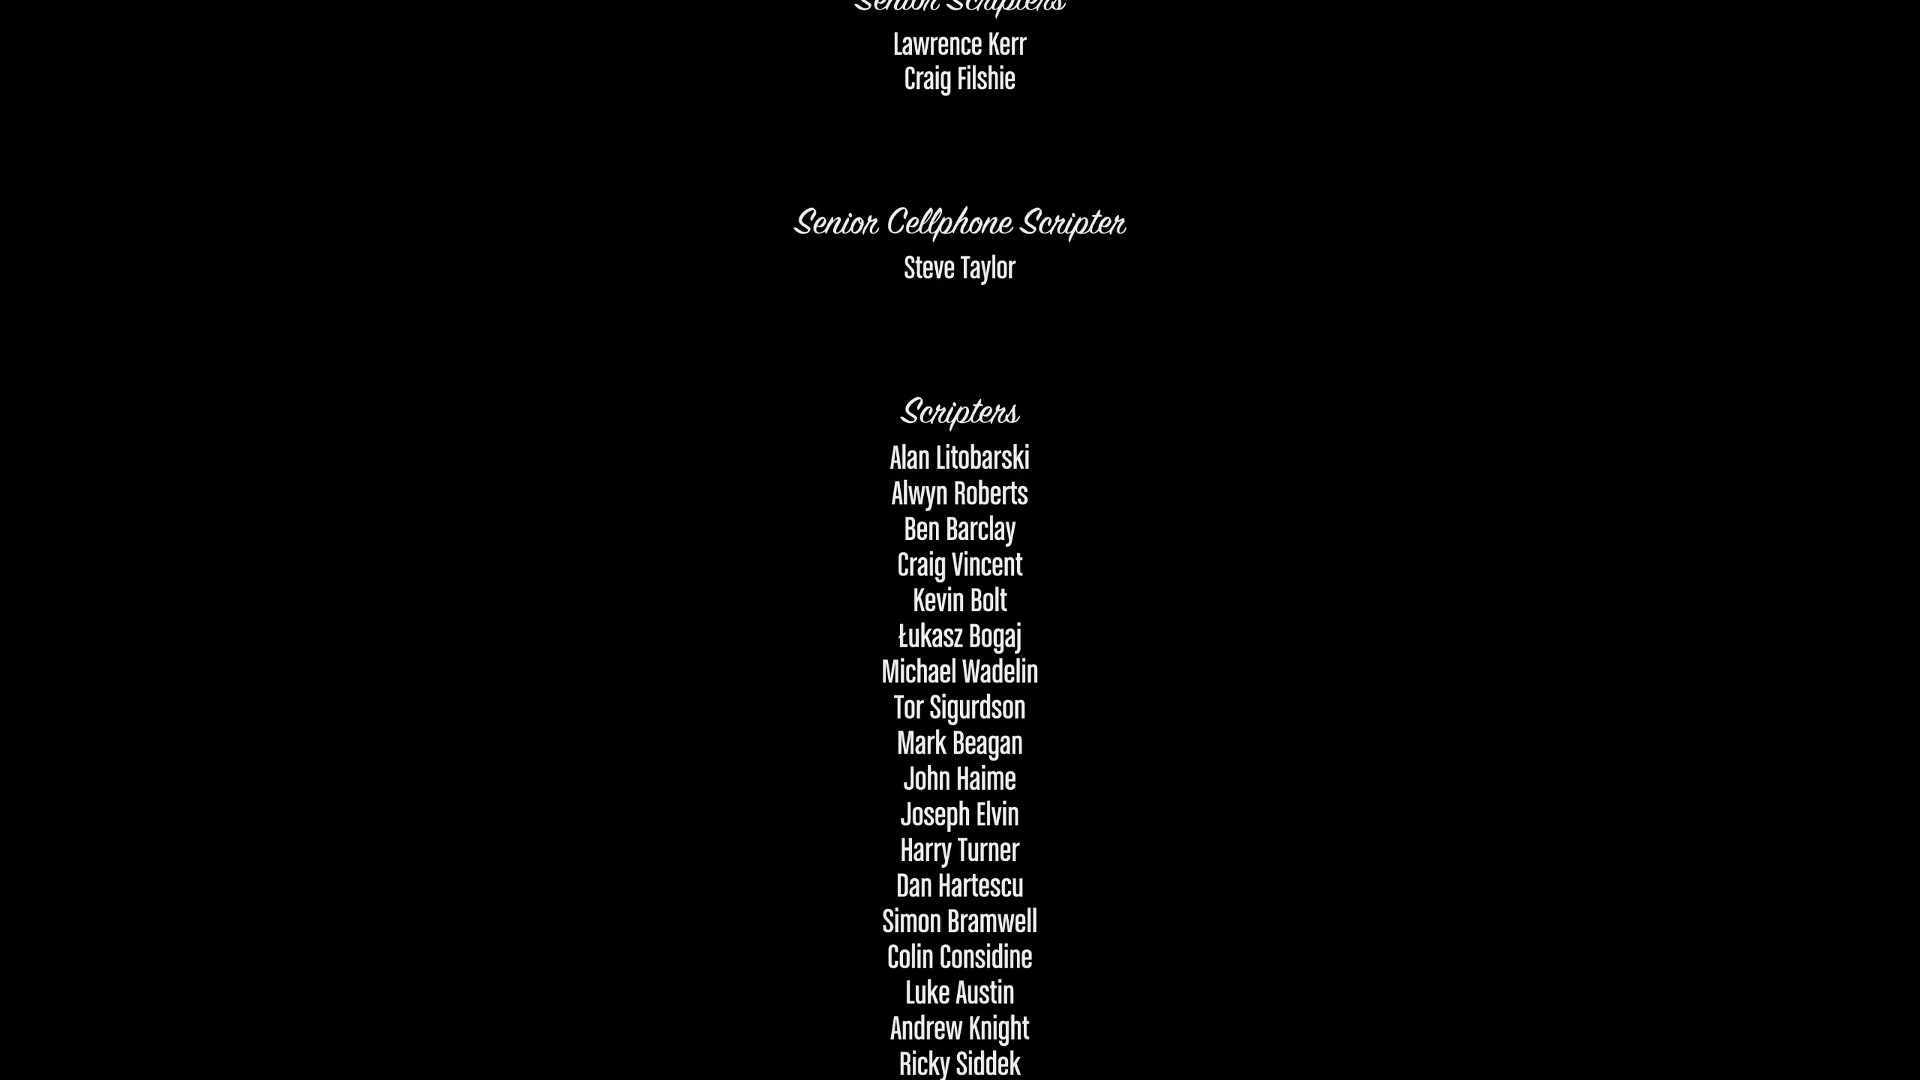 Senior Scripters
Lawrence Kerr
Craig Filshie
Senior Cellphone Scripter
Steve Taylor
Scripters
Alan Litobarski
Alwyn Roberts
Ben Barclay
Craig Vincent
Kevin Bolt
Łukasz Bogaj
Michael Wadelin
Tor Sigurdson
Mark Beagan
John Haime
Joseph Elvin
Harry Turner
Dan Hartescu
Simon Bramwell
Colin Considine
Luke Austin
Andrew Knight
Ricky Siddek